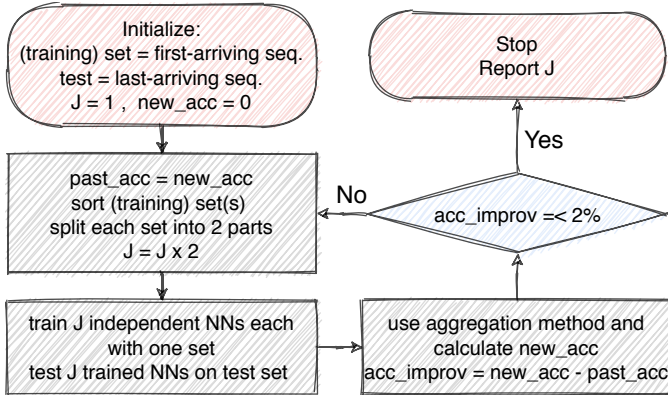 Initialize:
(training) set = first-arriving seq.
test = last-arriving seq.
J = 1 , new_acc = 0
past_acc = new_acc
sort (training) set(s)
split each set into 2 parts
J = J x 2
train J independent NNs each
with one set
test J trained NNs on test set
use aggregation method and
calculate new_acc
acc_improv = new_acc - past_acc
acc_improv =< 2%
No
Yes
Stop
Report J